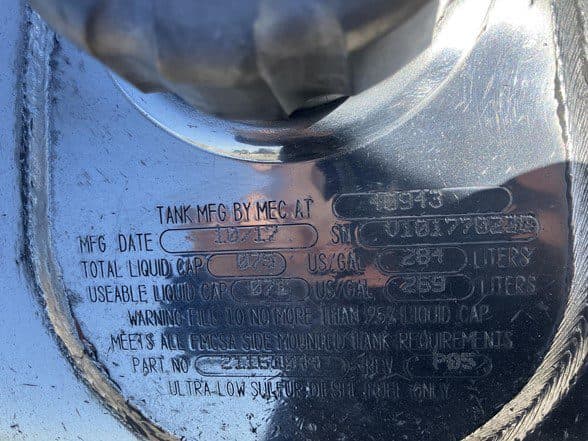 TANK MFG BY MEC AT 40943
MFG DATE 10/17 SN
TOTAL LIQUID CAP 075 US/GAL 284 LITERS
USEABLE LIQUID CAP 071 US/GAL 269 LITERS
WARNING FILL TO NO MORE THAN 95% LIQUID CAP
MEETS ALL FMCSA SIDE MOUNTED TANK REQUIREMENTS
PART NO REV P05
ULTRA-LOW SULFUR DIESEL FUEL ONLY